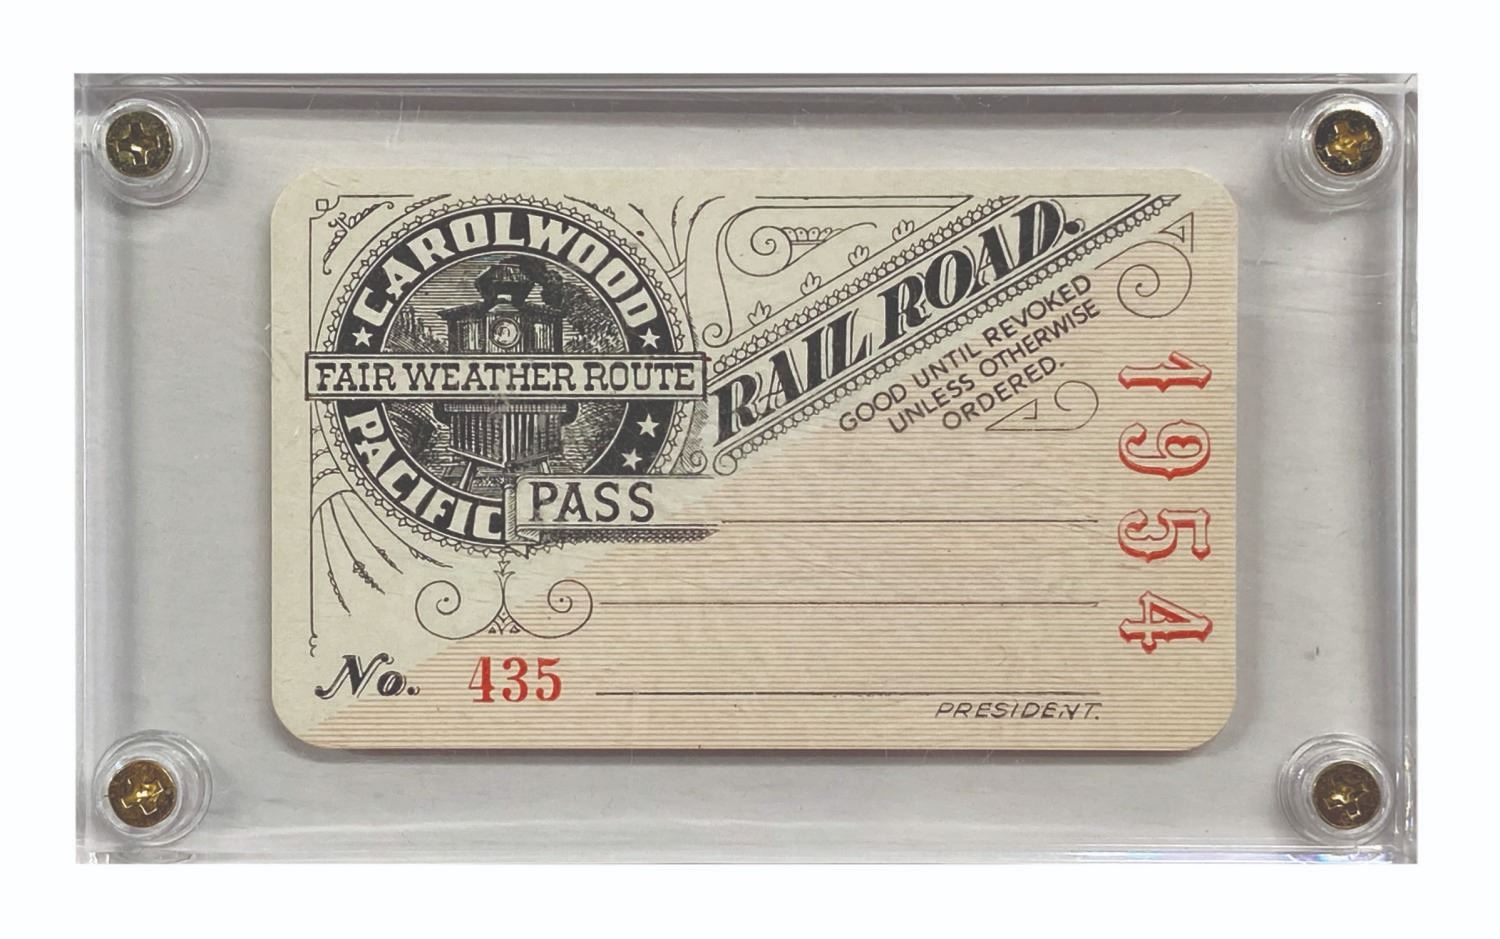 CAROLWOOD
FAIR WEATHER ROUTE
PACIFIC
RAIL ROAD.
GOOD UNTIL REVOKED
UNLESS OTHERWISE
ORDERED.
PASS
1954
No. 435
PRESIDENT.